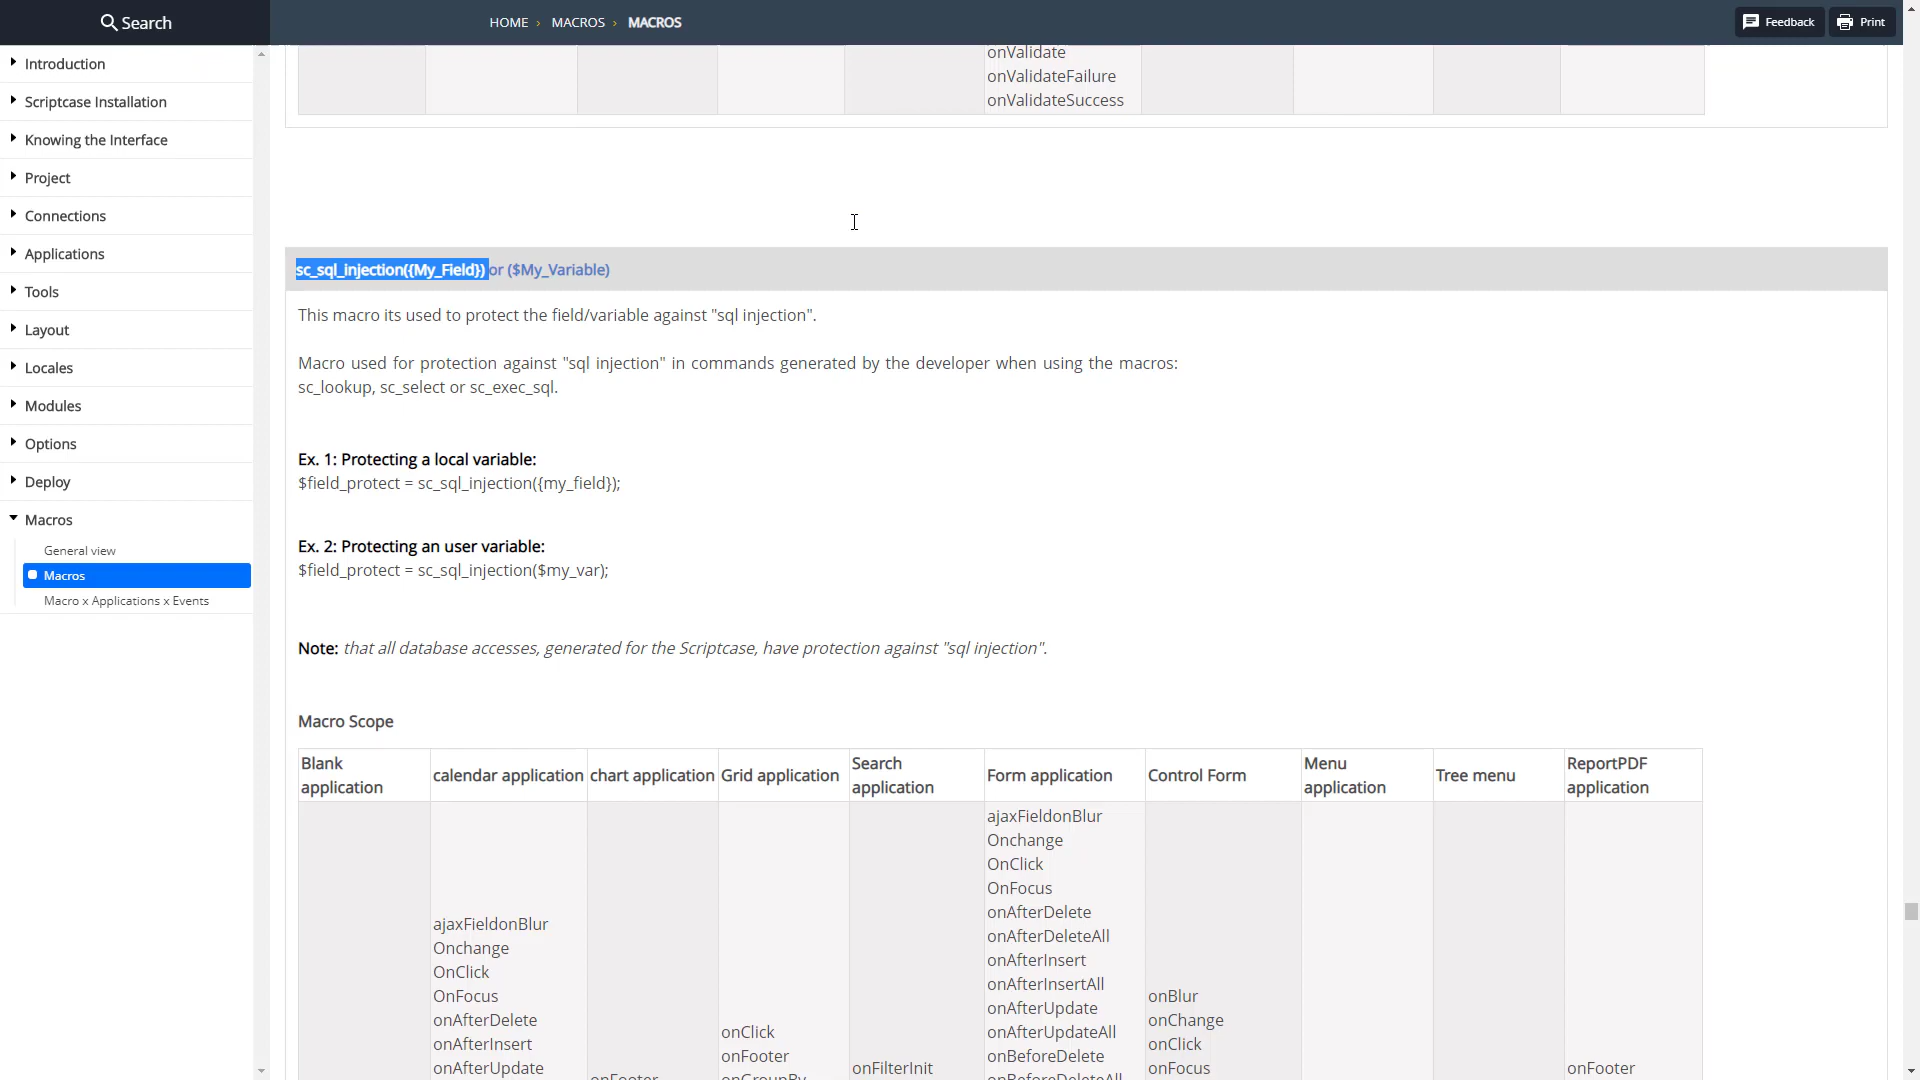 Search
HOME › MACROS › MACROS
Feedback
Print
Introduction
Scriptcase Installation
Knowing the Interface
Project
Connections
Applications
Tools
Layout
Locales
Modules
Options
Deploy
Macros
General view
Macros
Macro x Applications x Events
onValidate
onValidateFailure
onValidateSuccess
sc_sql_injection({My_Field}) or ($My_Variable)
This macro its used to protect the field/variable against "sql injection".
Macro used for protection against "sql injection" in commands generated by the developer when using the macros:
sc_lookup, sc_select or sc_exec_sql.
Ex. 1: Protecting a local variable:
$field_protect = sc_sql_injection({my_field});
Ex. 2: Protecting an user variable:
$field_protect = sc_sql_injection($my_var);
Note: that all database accesses, generated for the Scriptcase, have protection against "sql injection".
Macro Scope
Blank
application
calendar application
chart application
Grid application
Search
application
Form application
Control Form
Menu
application
Tree menu
ReportPDF
application
ajaxFieldonBlur
Onchange
OnClick
OnFocus
onAfterDelete
onAfterInsert
onAfterUpdate
onFooter
onClick
onFooter
onGroupBy
onFilterInit
ajaxFieldonBlur
Onchange
OnClick
OnFocus
onAfterDelete
onAfterDeleteAll
onAfterInsert
onAfterInsertAll
onAfterUpdate
onAfterUpdateAll
onBeforeDelete
onBeforeDeleteAll
onBlur
onChange
onClick
onFocus
onFooter